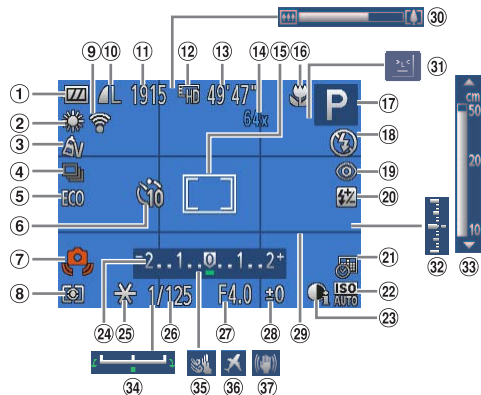 ㉚
⑨ ⑩ ⑪ ⑫ ⑬ ⑭ ⑮ ⑯
㉛
① L 1915 HD 49'47" P ⑰
cm
50
② 64x ⑱
③ Av
④ ⑲
⑤ ECO 10 ⑳
⑥
10
⑦ -2..1..0..1..2+ ㉑
㉜ ㉝
⑧ 1/125 F4.0 ±0 i ISO AUTO ㉒
㉔ ㉕ ㉖ ㉗ ㉘ ㉙ ㉓
㉞ ㉟ ㊱ ㊲